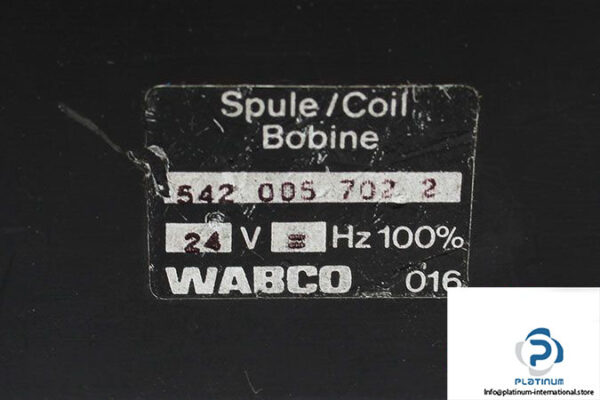 Spule/Coil
Bobine
542 005 702 2
24 V = Hz 100%
WABCO 016
PLATINUM
Info@platinum-international.store